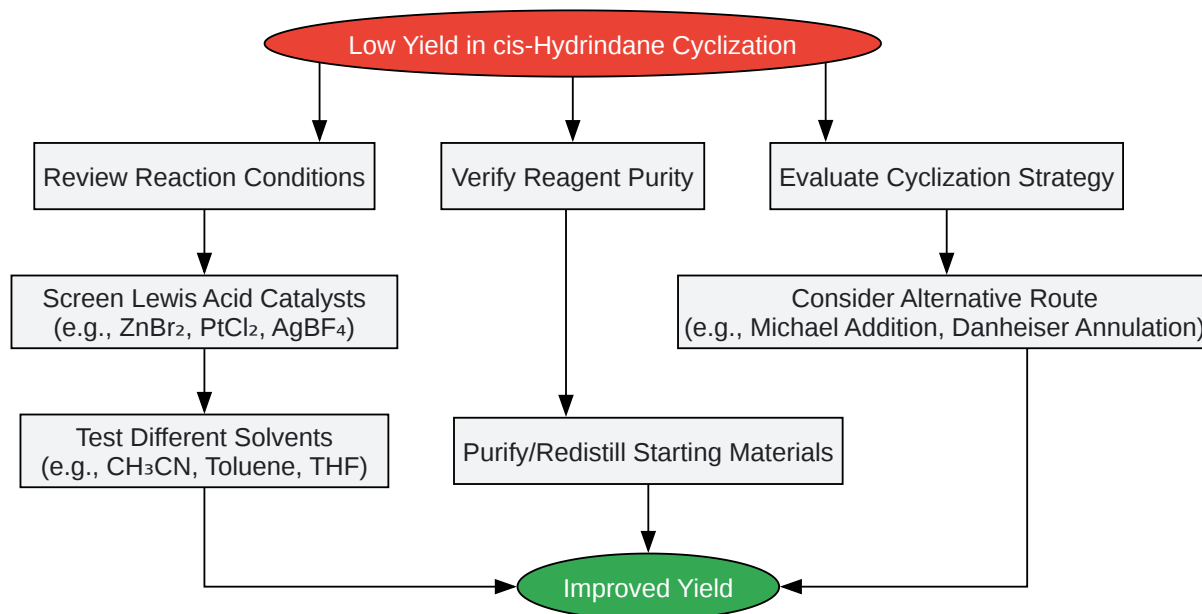 Low Yield in cis-Hydrindane Cyclization
Review Reaction Conditions
Verify Reagent Purity
Evaluate Cyclization Strategy
Screen Lewis Acid Catalysts
(e.g., ZnBr₂, PtCl₂, AgBF₄)
Consider Alternative Route
(e.g., Michael Addition, Danheiser Annulation)
Test Different Solvents
(e.g., CH₃CN, Toluene, THF)
Purify/Redistill Starting Materials
Improved Yield